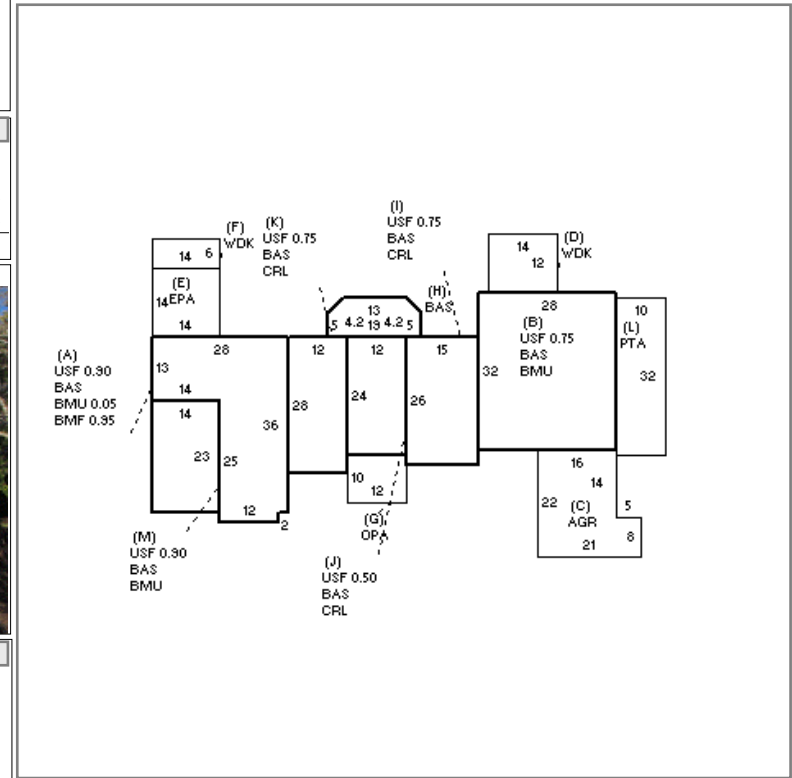 (I)
USF 0.75
BAS
CRL
(K)
USF 0.75
BAS
CRL
(F)
WDK
14 6
(D)
WDK
14
12
(E)
EPA
14
14
(H)
BAS
13
5 4.2 19 4.2 5
28
(B)
USF 0.75
BAS
BMU
32
10
(L)
PTA
32
(A)
USF 0.90
BAS
BMU 0.05
BMF 0.95
28
13
14
14
36
23
25
12
2
12
28
12
24
15
26
10
12
(G)
OPA
16
14
22
(C)
AGR
5
8
21
(M)
USF 0.90
BAS
BMU
(J)
USF 0.50
BAS
CRL